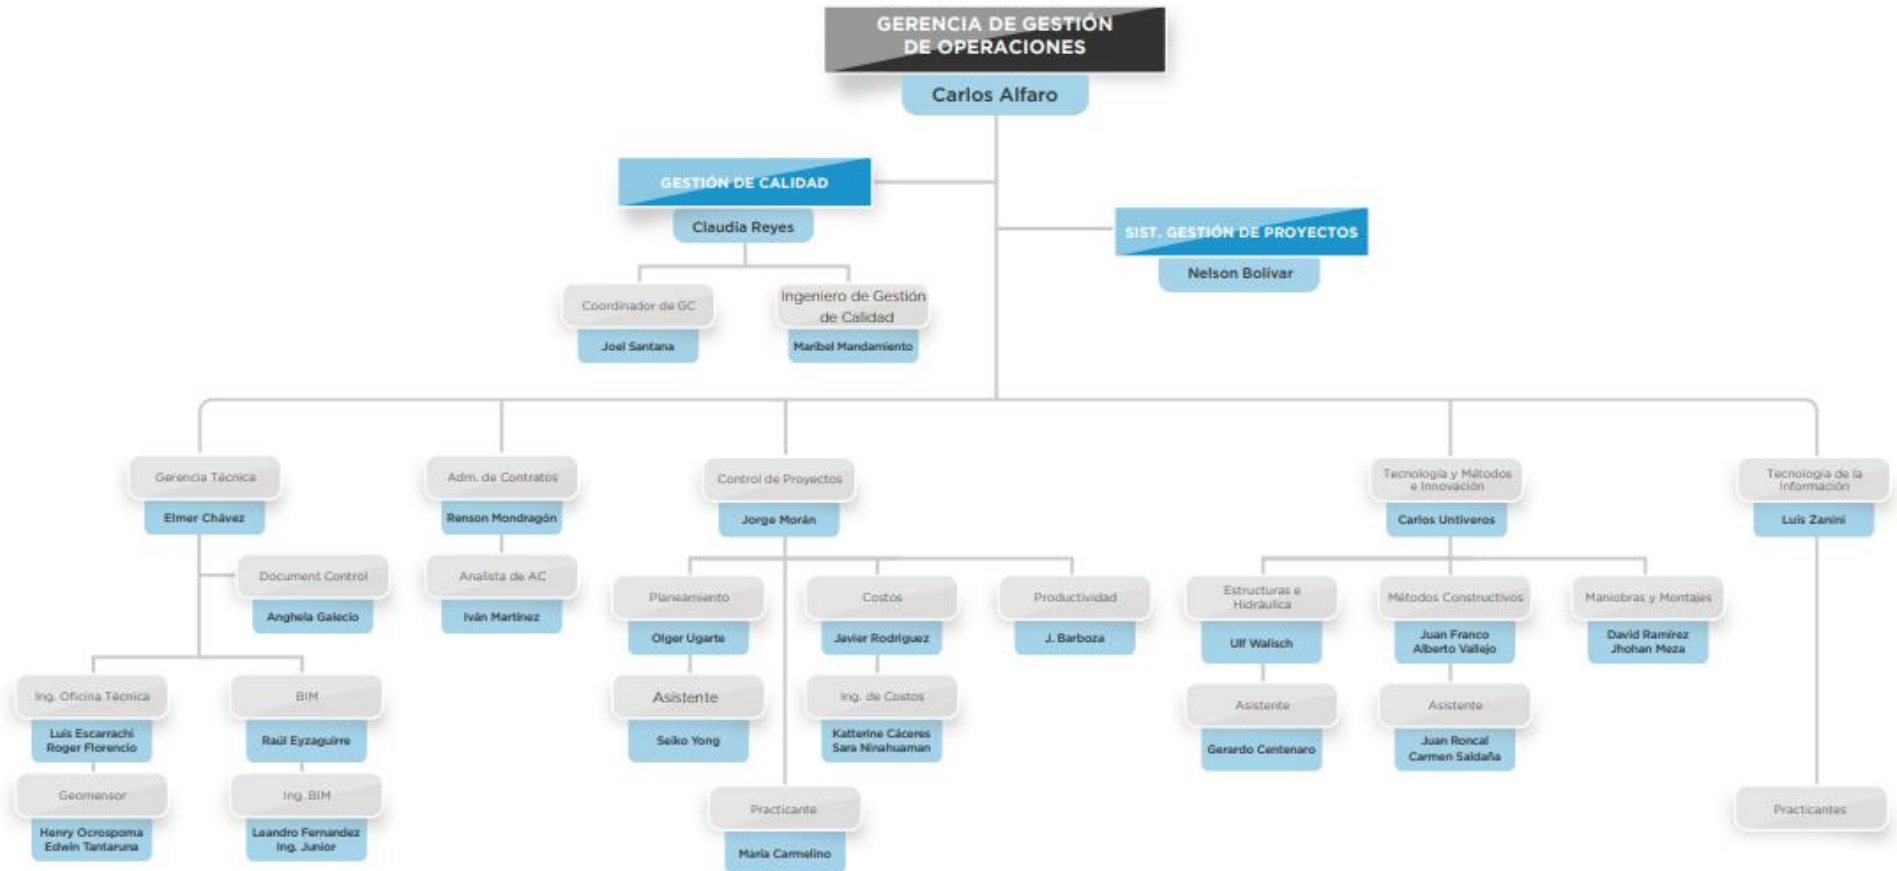 GERENCIA DE GESTIÓN
DE OPERACIONES
Carlos Alfaro
GESTIÓN DE CALIDAD
Claudia Reyes
SIST. GESTIÓN DE PROYECTOS
Nelson Bolívar
Coordinador de GC
Joel Santana
Ingeniero de Gestión
de Calidad
Maribel Mandamiento
Gerencia Técnica
Elmer Chávez
Document Control
Anghela Galecio
Ing. Oficina Técnica
Luis Escarrachi
Roger Florencio
Geomensor
Henry Ocrospoma
Edwin Tantaruna
BIM
Raúl Eyzaguirre
Ing. BIM
Leandro Fernandez
Ing. Junior
Adm. de Contratos
Renson Mondragón
Analista de AC
Iván Martínez
Control de Proyectos
Jorge Morán
Planeamiento
Olger Ugarte
Asistente
Seiko Yong
Costos
Javier Rodriguez
Ing. de Costos
Katterine Cáceres
Sara Ninahuaman
Productividad
J. Barboza
Practicante
María Carmelino
Tecnología y Métodos
e Innovación
Carlos Untiveros
Estructuras e
Hidráulica
Ulf Walisch
Asistente
Gerardo Centenaro
Métodos Constructivos
Juan Franco
Alberto Vallejo
Asistente
Juan Roncal
Carmen Saldaña
Maniobras y Montajes
David Ramírez
Jhohan Meza
Tecnología de la
Información
Luis Zanini
Practicantes